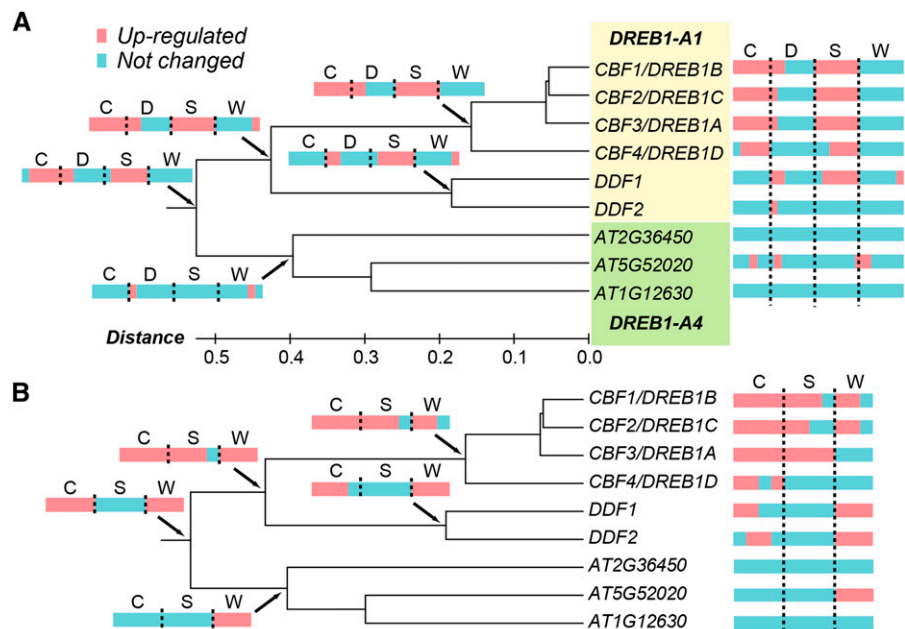 A
Up-regulated
Not changed
DREB1-A1
C D S W
C D S W
C D S W
C D S W
C D S W
C D S W
CBF1/DREB1B
CBF2/DREB1C
CBF3/DREB1A
CBF4/DREB1D
DDF1
DDF2
AT2G36450
AT5G52020
AT1G12630
DREB1-A4
Distance
0.5 0.4 0.3 0.2 0.1 0.0
B
C S W
C S W
C S W
C S W
C S W
C S W
CBF1/DREB1B
CBF2/DREB1C
CBF3/DREB1A
CBF4/DREB1D
DDF1
DDF2
AT2G36450
AT5G52020
AT1G12630